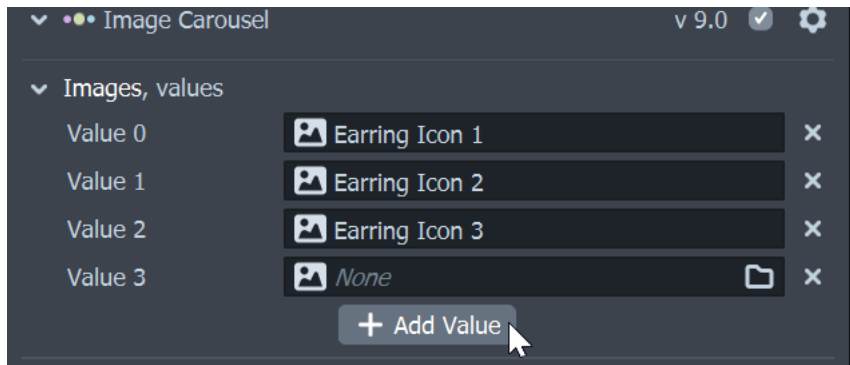 Image Carousel v 9.0
Images, values
Value 0 Earring Icon 1
Value 1 Earring Icon 2
Value 2 Earring Icon 3
Value 3 None
+ Add Value